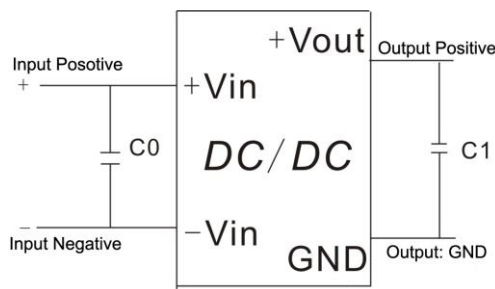 +Vout
Output Positive
Input Posotive
+
+Vin
C0
DC/DC
C1
−
−Vin
Input Negative
GND
Output: GND